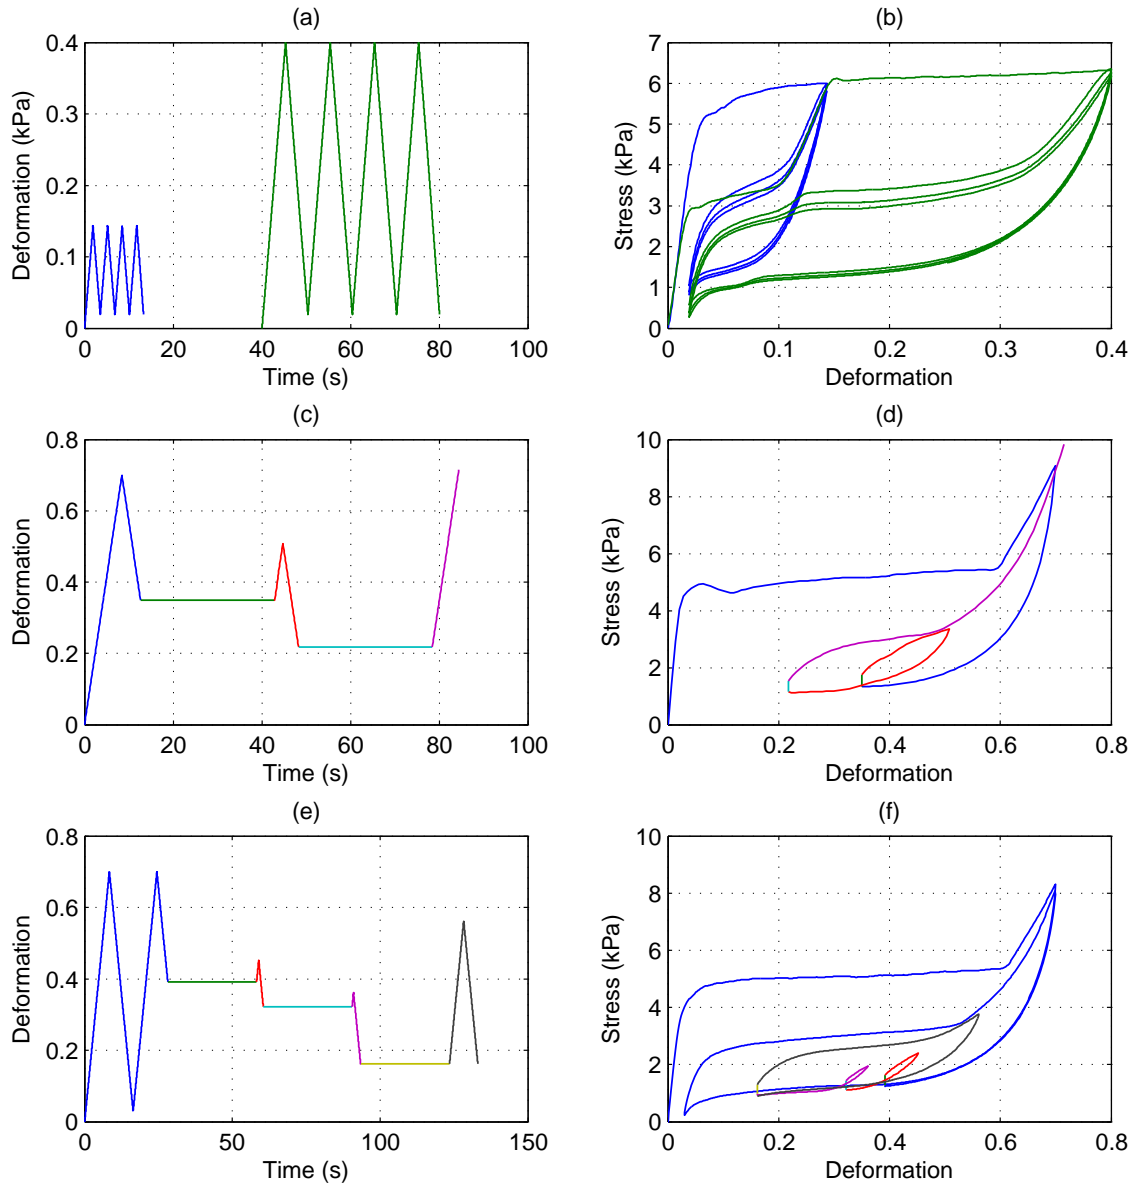 (a)
0.4
0.3
0.2
0.1
0
Deformation (kPa)
0 20 40 60 80 100
Time (s)
(b)
7
6
5
4
3
2
1
0
Stress (kPa)
0 0.1 0.2 0.3 0.4
Deformation
(c)
0.8
0.6
0.4
0.2
0
Deformation
0 20 40 60 80 100
Time (s)
(d)
10
8
6
4
2
0
Stress (kPa)
0 0.2 0.4 0.6 0.8
Deformation
(e)
0.8
0.6
0.4
0.2
0
Deformation
0 50 100 150
Time (s)
(f)
10
8
6
4
2
0
Stress (kPa)
0 0.2 0.4 0.6 0.8
Deformation